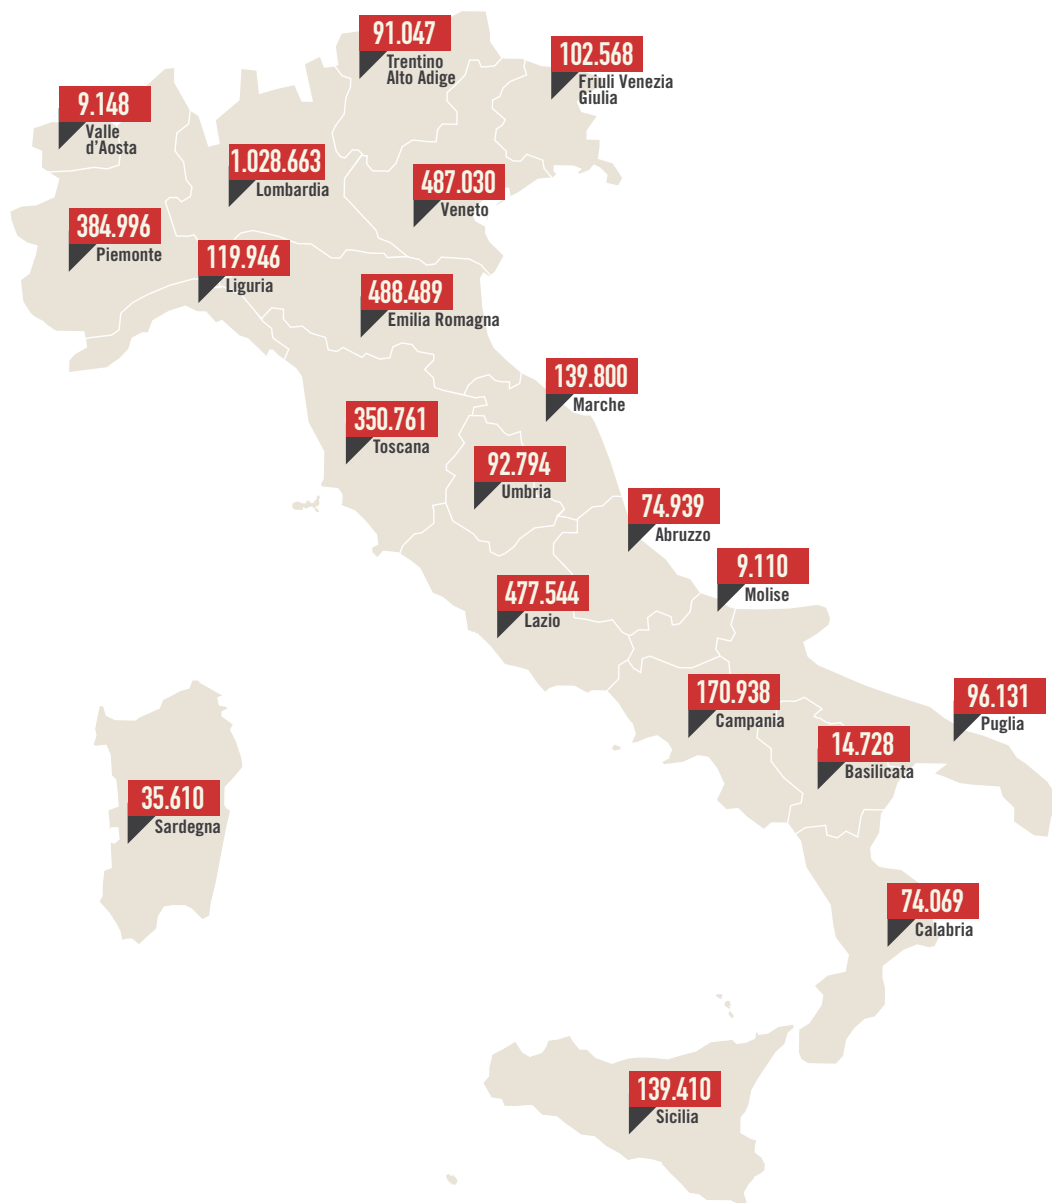 91.047
Trentino
Alto Adige
102.568
Friuli Venezia
Giulia
9.148
Valle
d'Aosta
1.028.663
Lombardia
487.030
Veneto
384.996
Piemonte
119.946
Liguria
488.489
Emilia Romagna
139.800
Marche
350.761
Toscana
92.794
Umbria
74.939
Abruzzo
9.110
Molise
477.544
Lazio
170.938
Campania
96.131
Puglia
14.728
Basilicata
35.610
Sardegna
74.069
Calabria
139.410
Sicilia